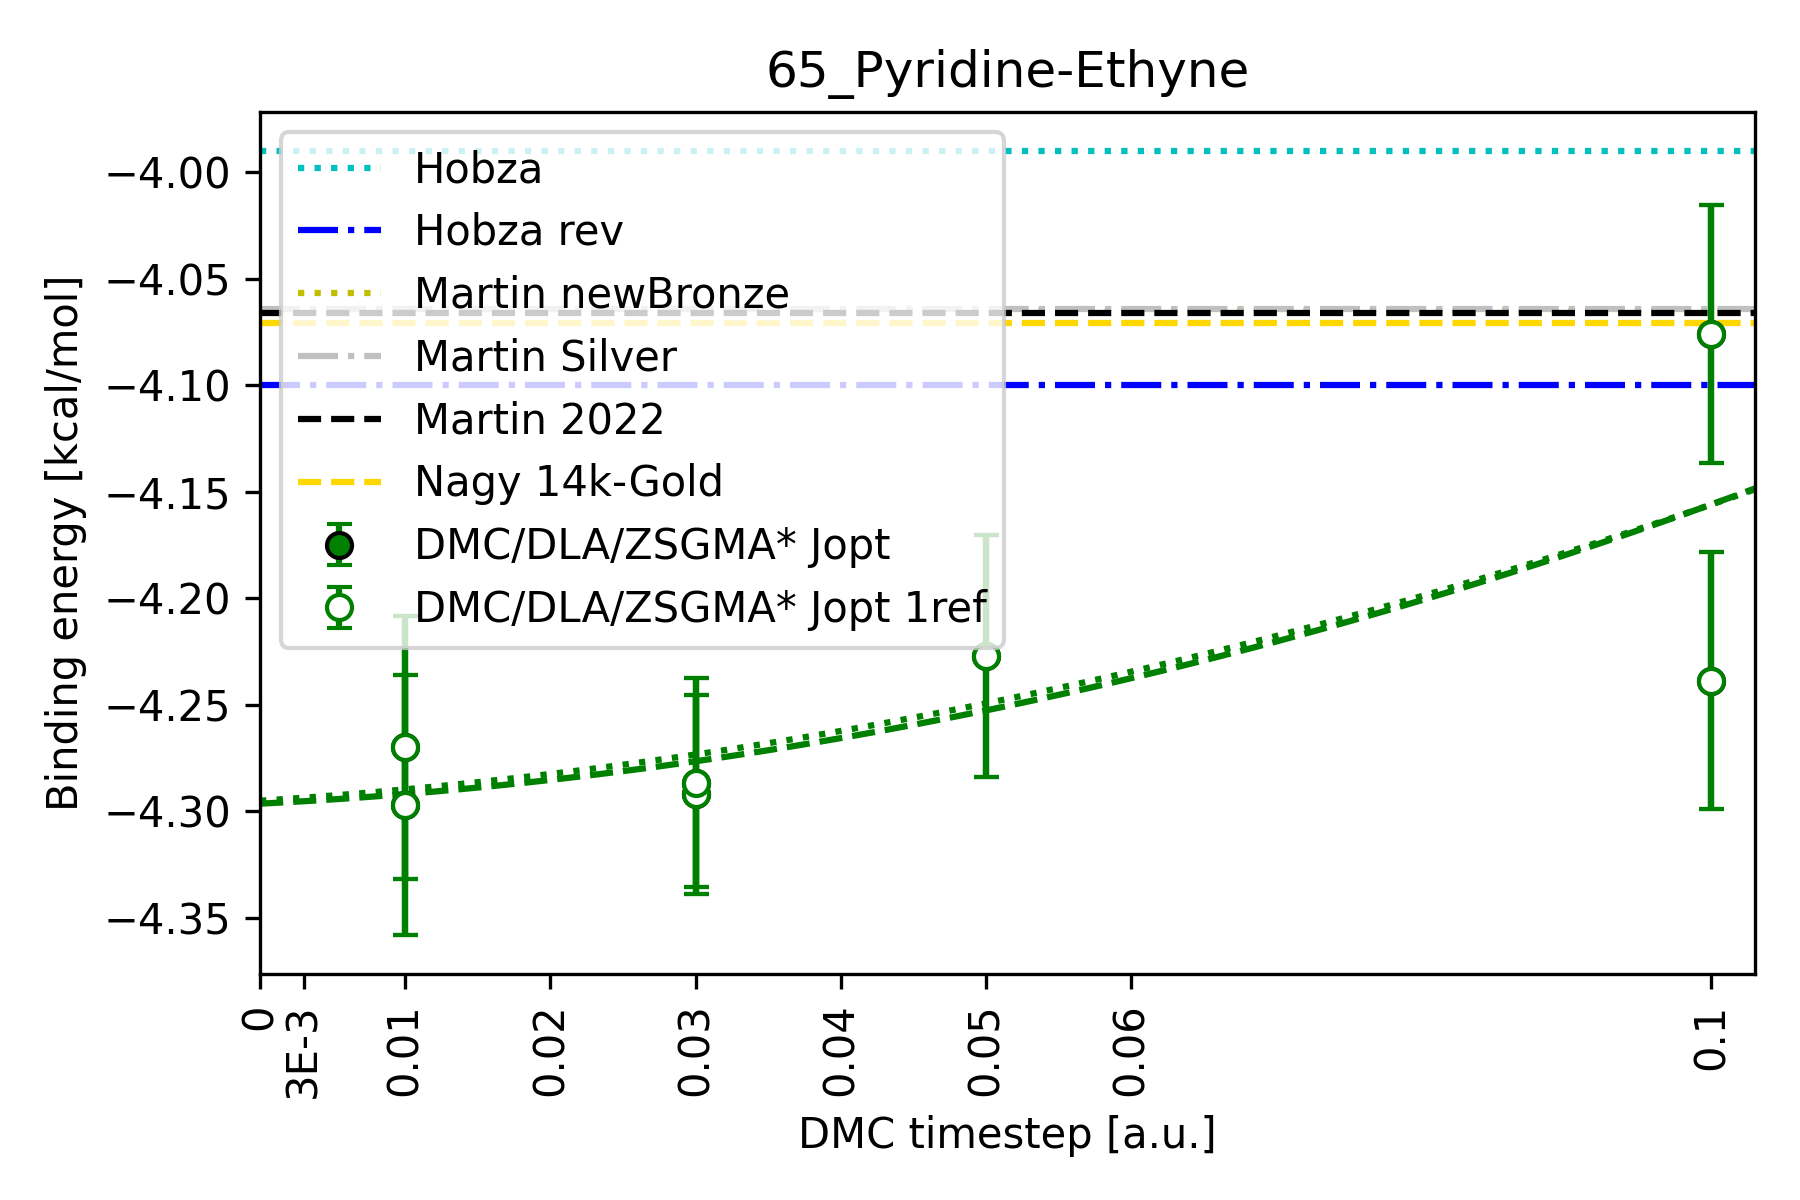 65_Pyridine-Ethyne
Binding energy [kcal/mol]
−4.00
−4.05
−4.10
−4.15
−4.20
−4.25
−4.30
−4.35
Hobza
Hobza rev
Martin newBronze
Martin Silver
Martin 2022
Nagy 14k-Gold
DMC/DLA/ZSGMA* Jopt
DMC/DLA/ZSGMA* Jopt 1ref
0
3E-3
0.01
0.02
0.03
0.04
0.05
0.06
0.1
DMC timestep [a.u.]